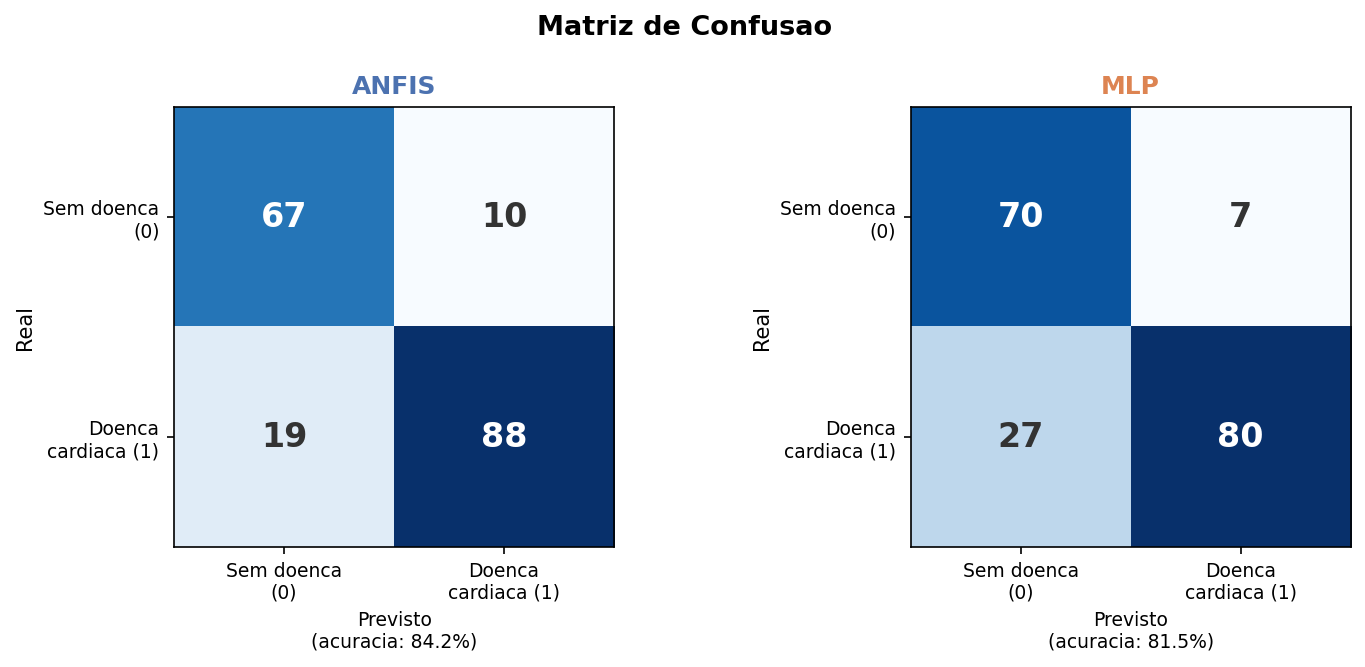 Matriz de Confusao
ANFIS
Sem doenca
(0)
67
10
Real
Doenca
cardiaca (1)
19
88
Sem doenca
(0)
Doenca
cardiaca (1)
Previsto
(acuracia: 84.2%)
MLP
Sem doenca
(0)
70
7
Real
Doenca
cardiaca (1)
27
80
Sem doenca
(0)
Doenca
cardiaca (1)
Previsto
(acuracia: 81.5%)